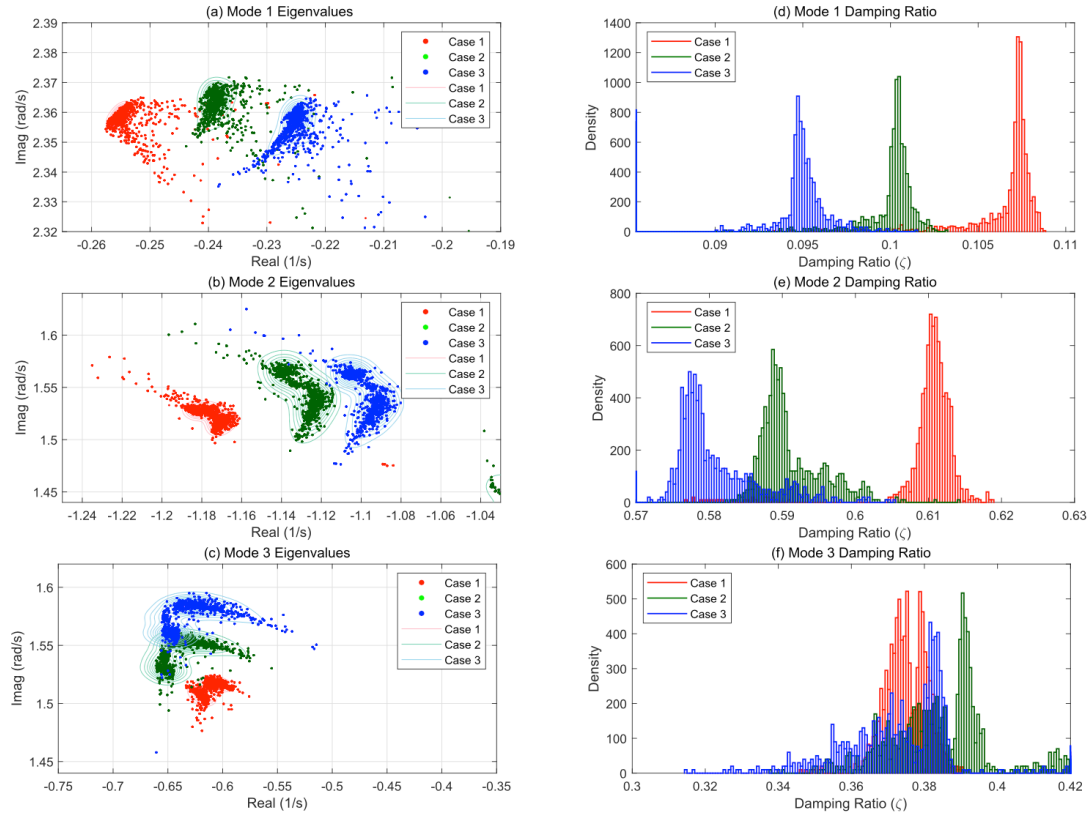 (a) Mode 1 Eigenvalues
2.39
2.38
2.37
2.36
2.35
2.34
2.33
2.32
Imag (rad/s)
-0.26
-0.25
-0.24
-0.23
-0.22
-0.21
-0.2
-0.19
Real (1/s)
Case 1
Case 2
Case 3
Case 1
Case 2
Case 3
(d) Mode 1 Damping Ratio
1400
1200
1000
800
600
400
200
0
Density
0.09
0.095
0.1
0.105
0.11
Damping Ratio (ζ)
Case 1
Case 2
Case 3
(b) Mode 2 Eigenvalues
1.6
1.55
1.5
1.45
Imag (rad/s)
-1.24
-1.22
-1.2
-1.18
-1.16
-1.14
-1.12
-1.1
-1.08
-1.06
-1.04
Real (1/s)
Case 1
Case 2
Case 3
Case 1
Case 2
Case 3
(e) Mode 2 Damping Ratio
800
600
400
200
0
Density
0.57
0.58
0.59
0.6
0.61
0.62
0.63
Damping Ratio (ζ)
Case 1
Case 2
Case 3
(c) Mode 3 Eigenvalues
1.6
1.55
1.5
1.45
Imag (rad/s)
-0.75
-0.7
-0.65
-0.6
-0.55
-0.5
-0.45
-0.4
-0.35
Real (1/s)
Case 1
Case 2
Case 3
Case 1
Case 2
Case 3
(f) Mode 3 Damping Ratio
600
500
400
300
200
100
0
Density
0.3
0.32
0.34
0.36
0.38
0.4
0.42
Damping Ratio (ζ)
Case 1
Case 2
Case 3